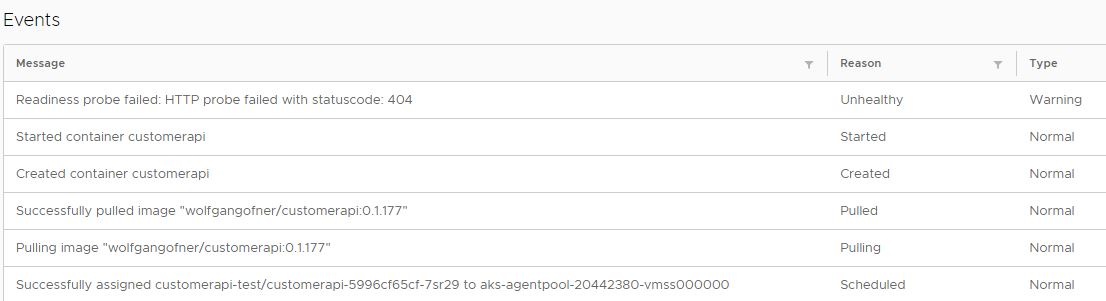 Events
Message Reason Type
Readiness probe failed: HTTP probe failed with statuscode: 404 Unhealthy Warning
Started container customerapi Started Normal
Created container customerapi Created Normal
Successfully pulled image "wolfgangofner/customerapi:0.1.177" Pulled Normal
Pulling image "wolfgangofner/customerapi:0.1.177" Pulling Normal
Successfully assigned customerapi-test/customerapi-5996cf65cf-7sr29 to aks-agentpool-20442380-vmss000000 Scheduled Normal